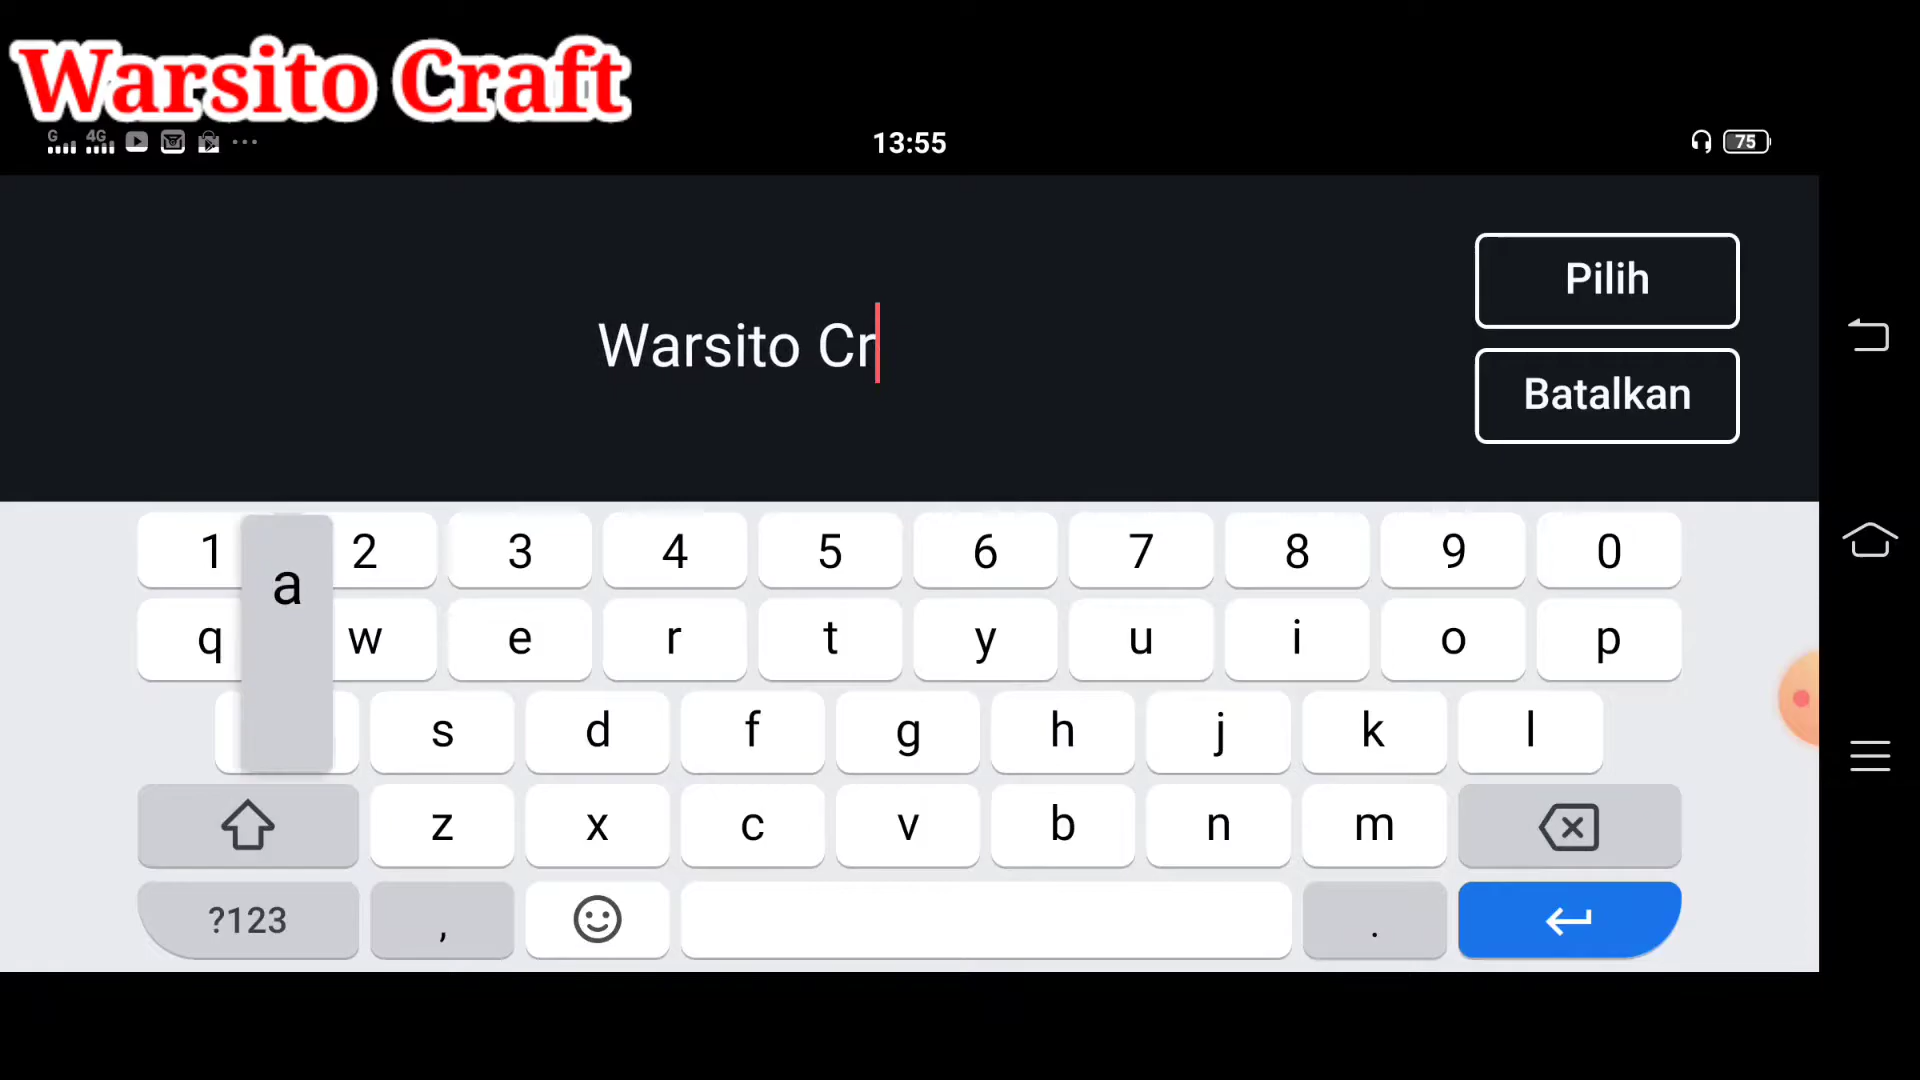 Warsito Craft
G 4G 13:55 75
Pilih
Warsito Cr
Batalkan
1 2 3 4 5 6 7 8 9 0
a
q w e r t y u i o p
s d f g h j k l
z x c v b n m
?123 , .